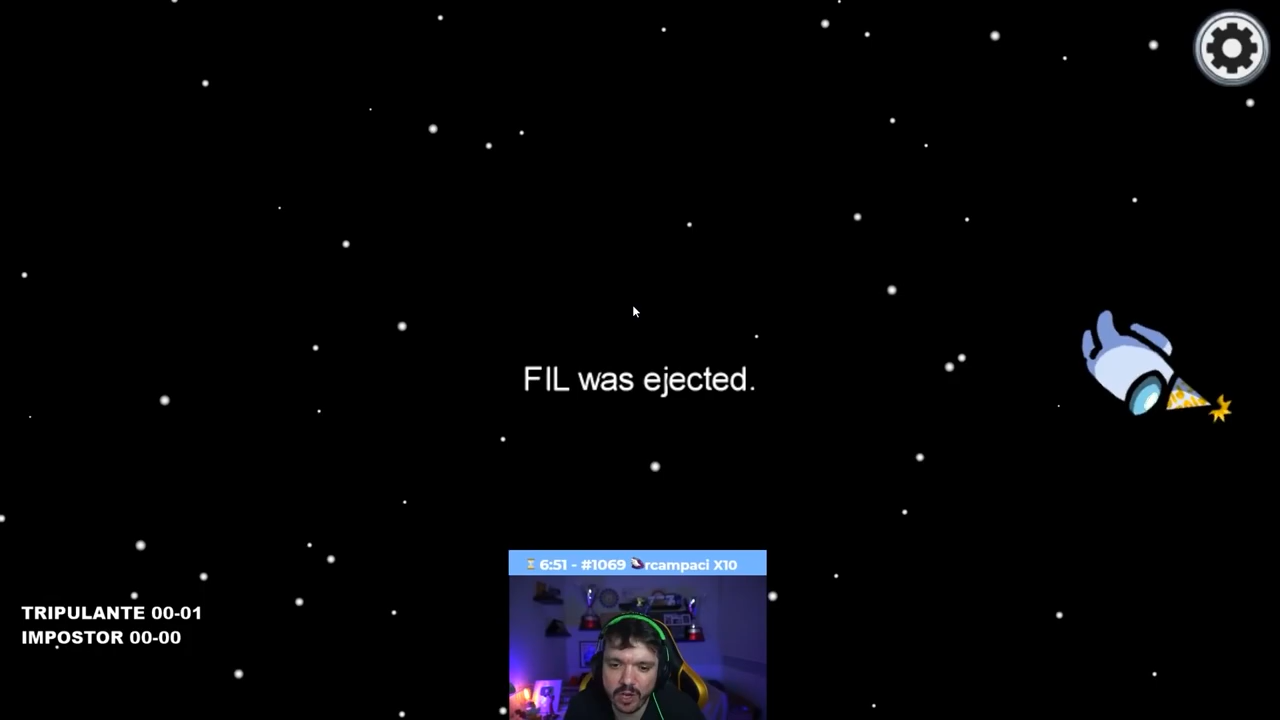 FIL was ejected.
6:51 - #1069 rcampaci X10
TRIPULANTE 00-01
IMPOSTOR 00-00